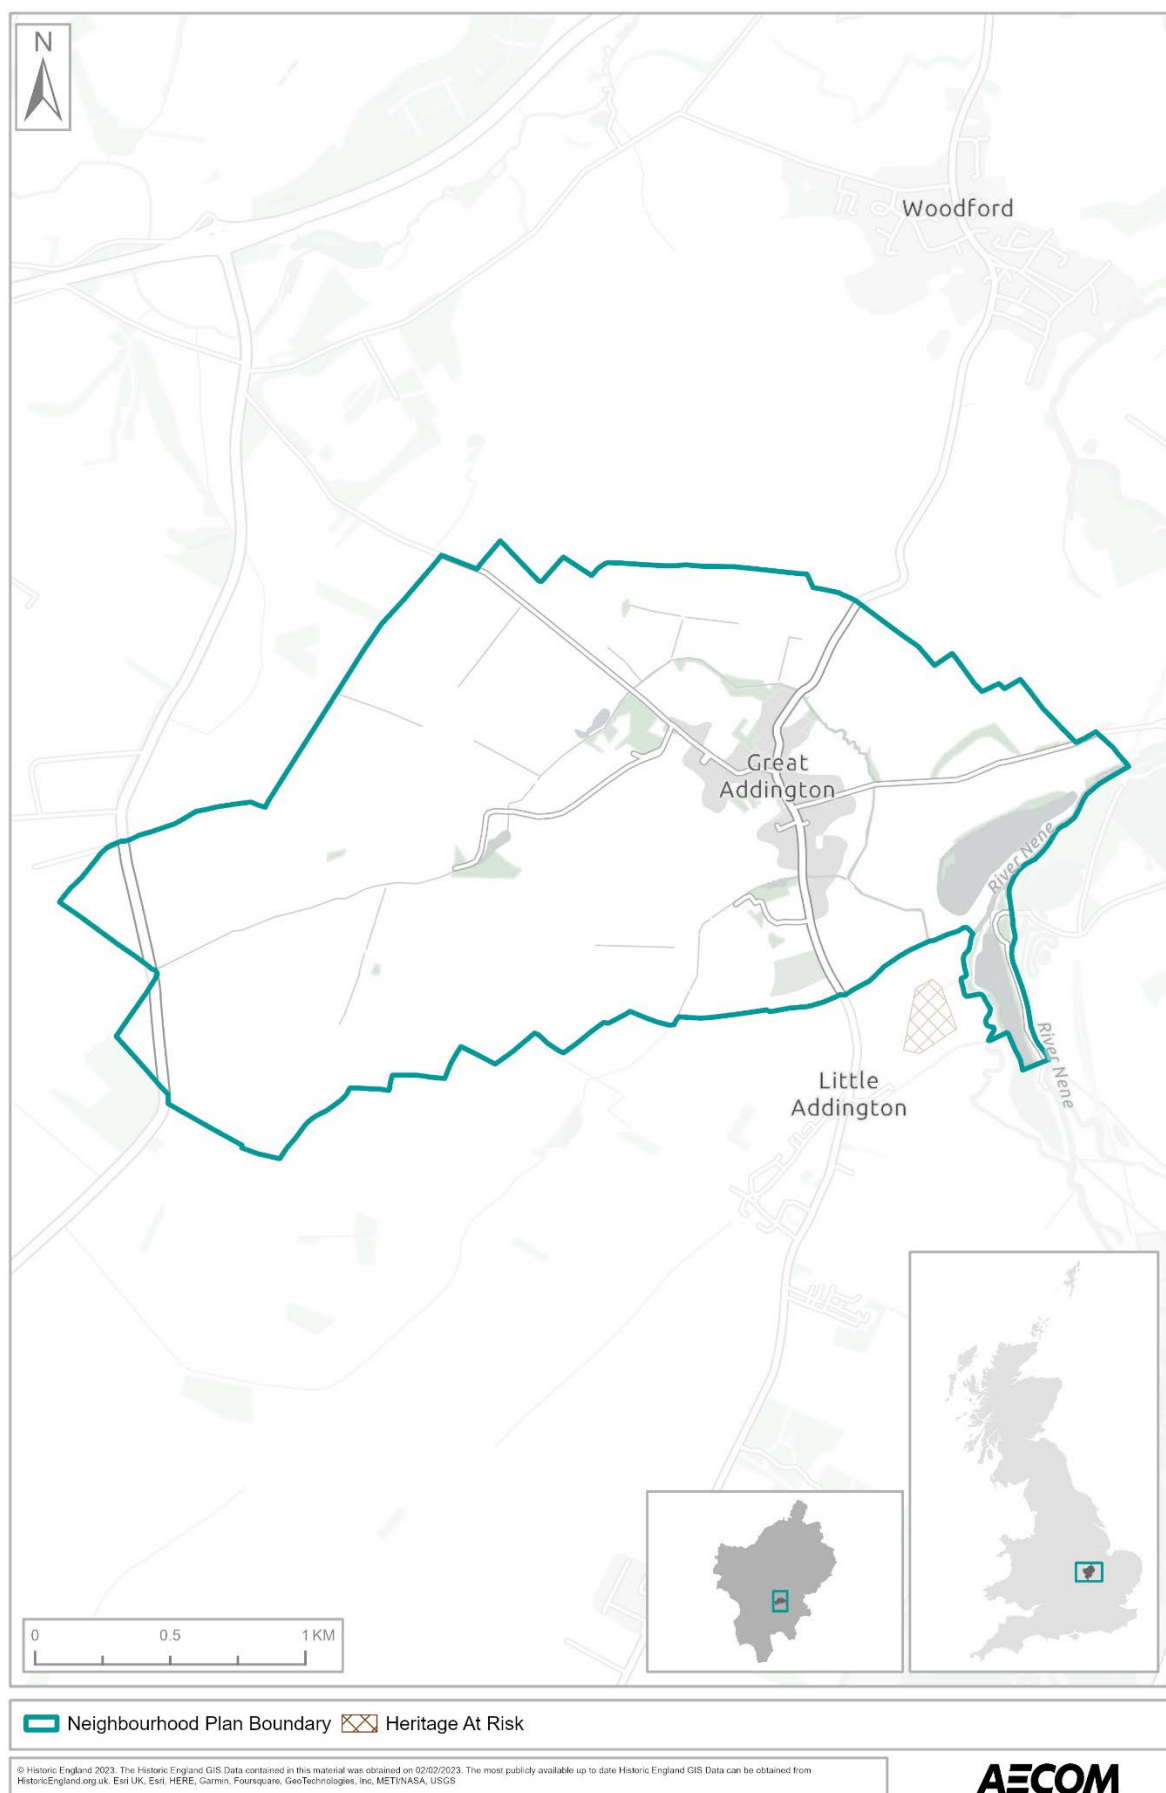 N
Woodford
Great
Addington
River Nene
River Nene
Little
Addington
0 0.5 1 KM
Neighbourhood Plan Boundary Heritage At Risk
© Historic England 2023. The Historic England GIS Data contained in this material was obtained on 02/02/2023. The most publicly available up to date Historic England GIS Data can be obtained from
HistoricEngland.org.uk. Esri UK, Esri, HERE, Garmin, Foursquare, GeoTechnologies, Inc, METI/NASA, USGS
AECOM